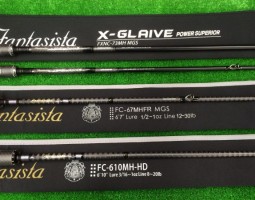 Fantasista
X-GLAIVE POWER SUPERIOR
FXNC-73MH MGS
Fantasista
FC-67MHFR MGS
6'7" Lure 1/2~1oz Line 12-30lb
Fantasista
FC-610MH-HD
6'10" Lure 3/16~1oz Line 8~20lb